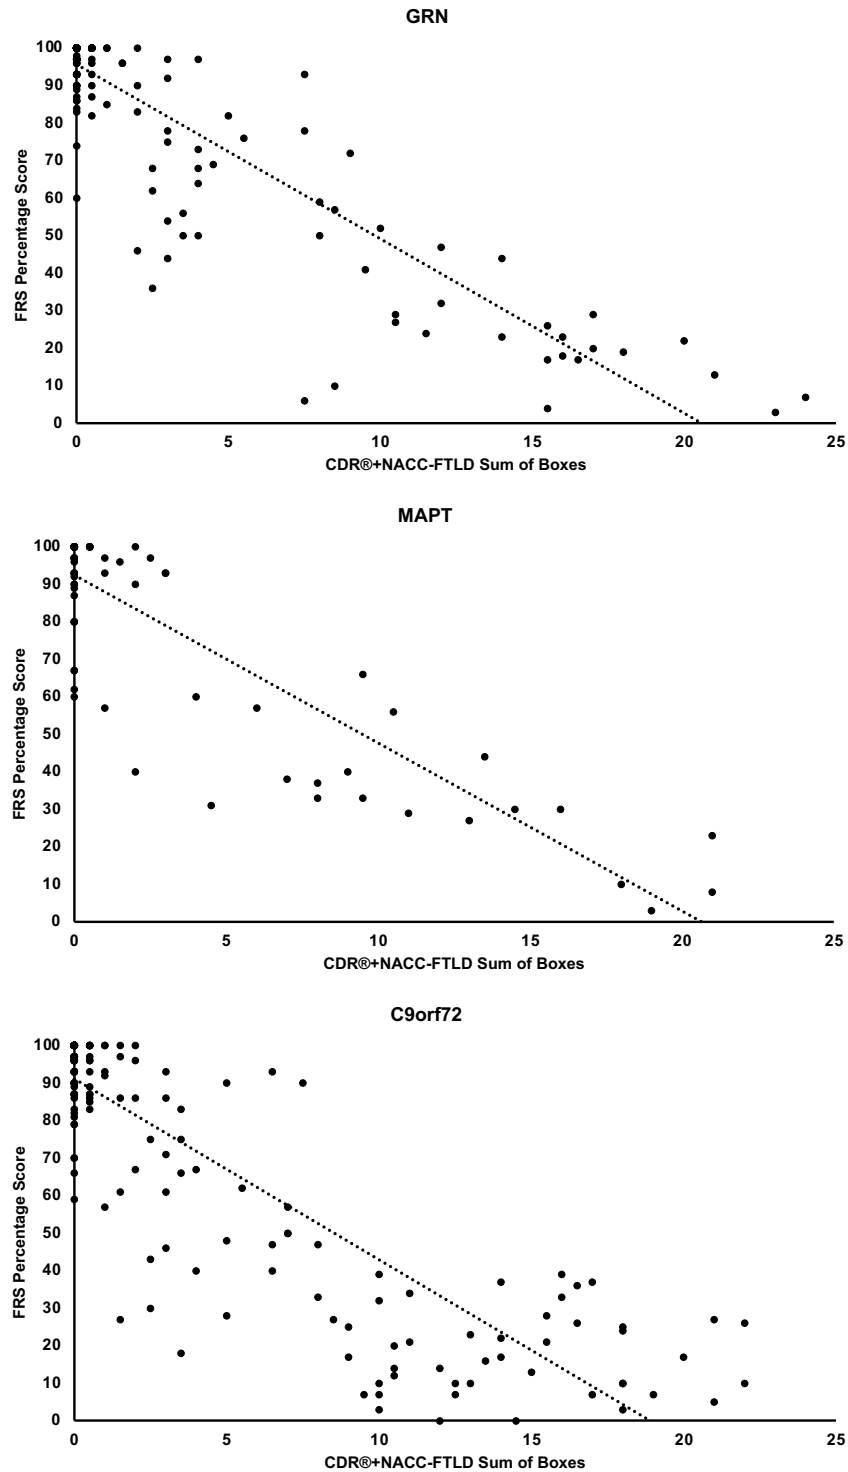 GRN
100
90
80
70
60
50
40
30
20
10
0
FRS Percentage Score
0 5 10 15 20 25
CDR®+NACC-FTLD Sum of Boxes
MAPT
100
90
80
70
60
50
40
30
20
10
0
FRS Percentage Score
0 5 10 15 20 25
CDR®+NACC-FTLD Sum of Boxes
C9orf72
100
90
80
70
60
50
40
30
20
10
0
FRS Percentage Score
0 5 10 15 20 25
CDR®+NACC-FTLD Sum of Boxes